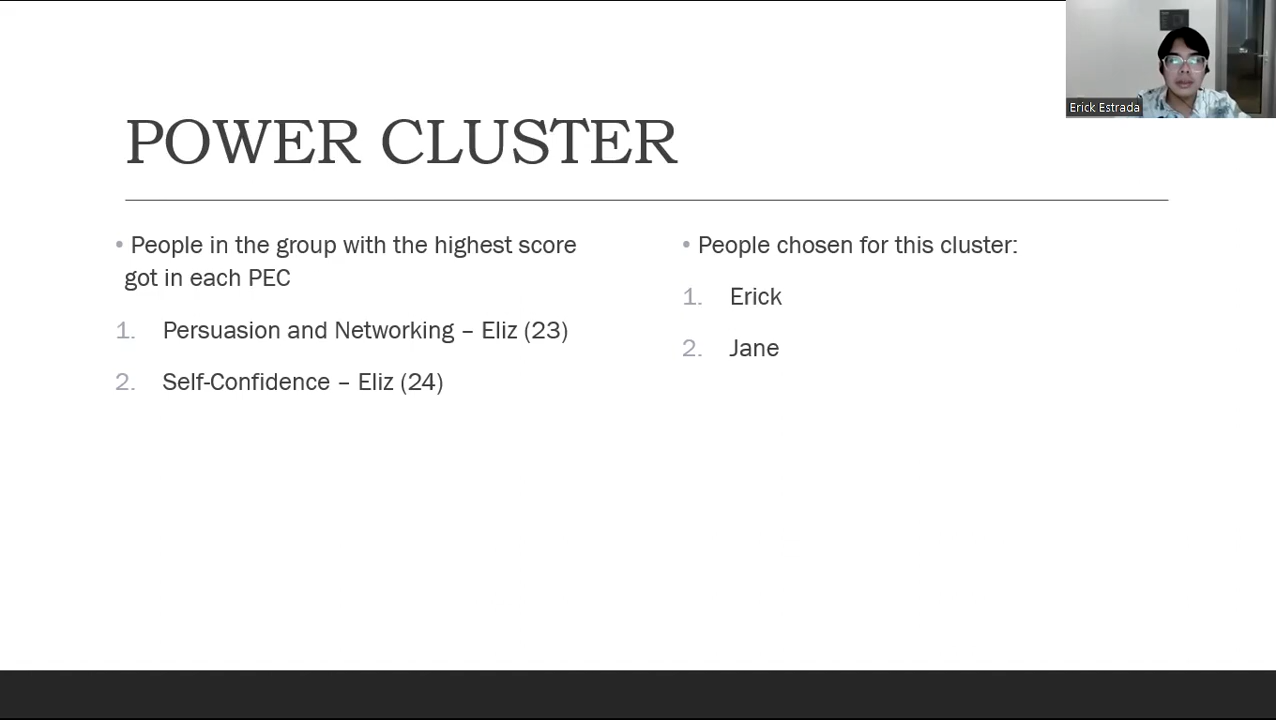 POWER CLUSTER
• People in the group with the highest score
got in each PEC
1. Persuasion and Networking – Eliz (23)
2. Self-Confidence – Eliz (24)
• People chosen for this cluster:
1. Erick
2. Jane
Erick Estrada